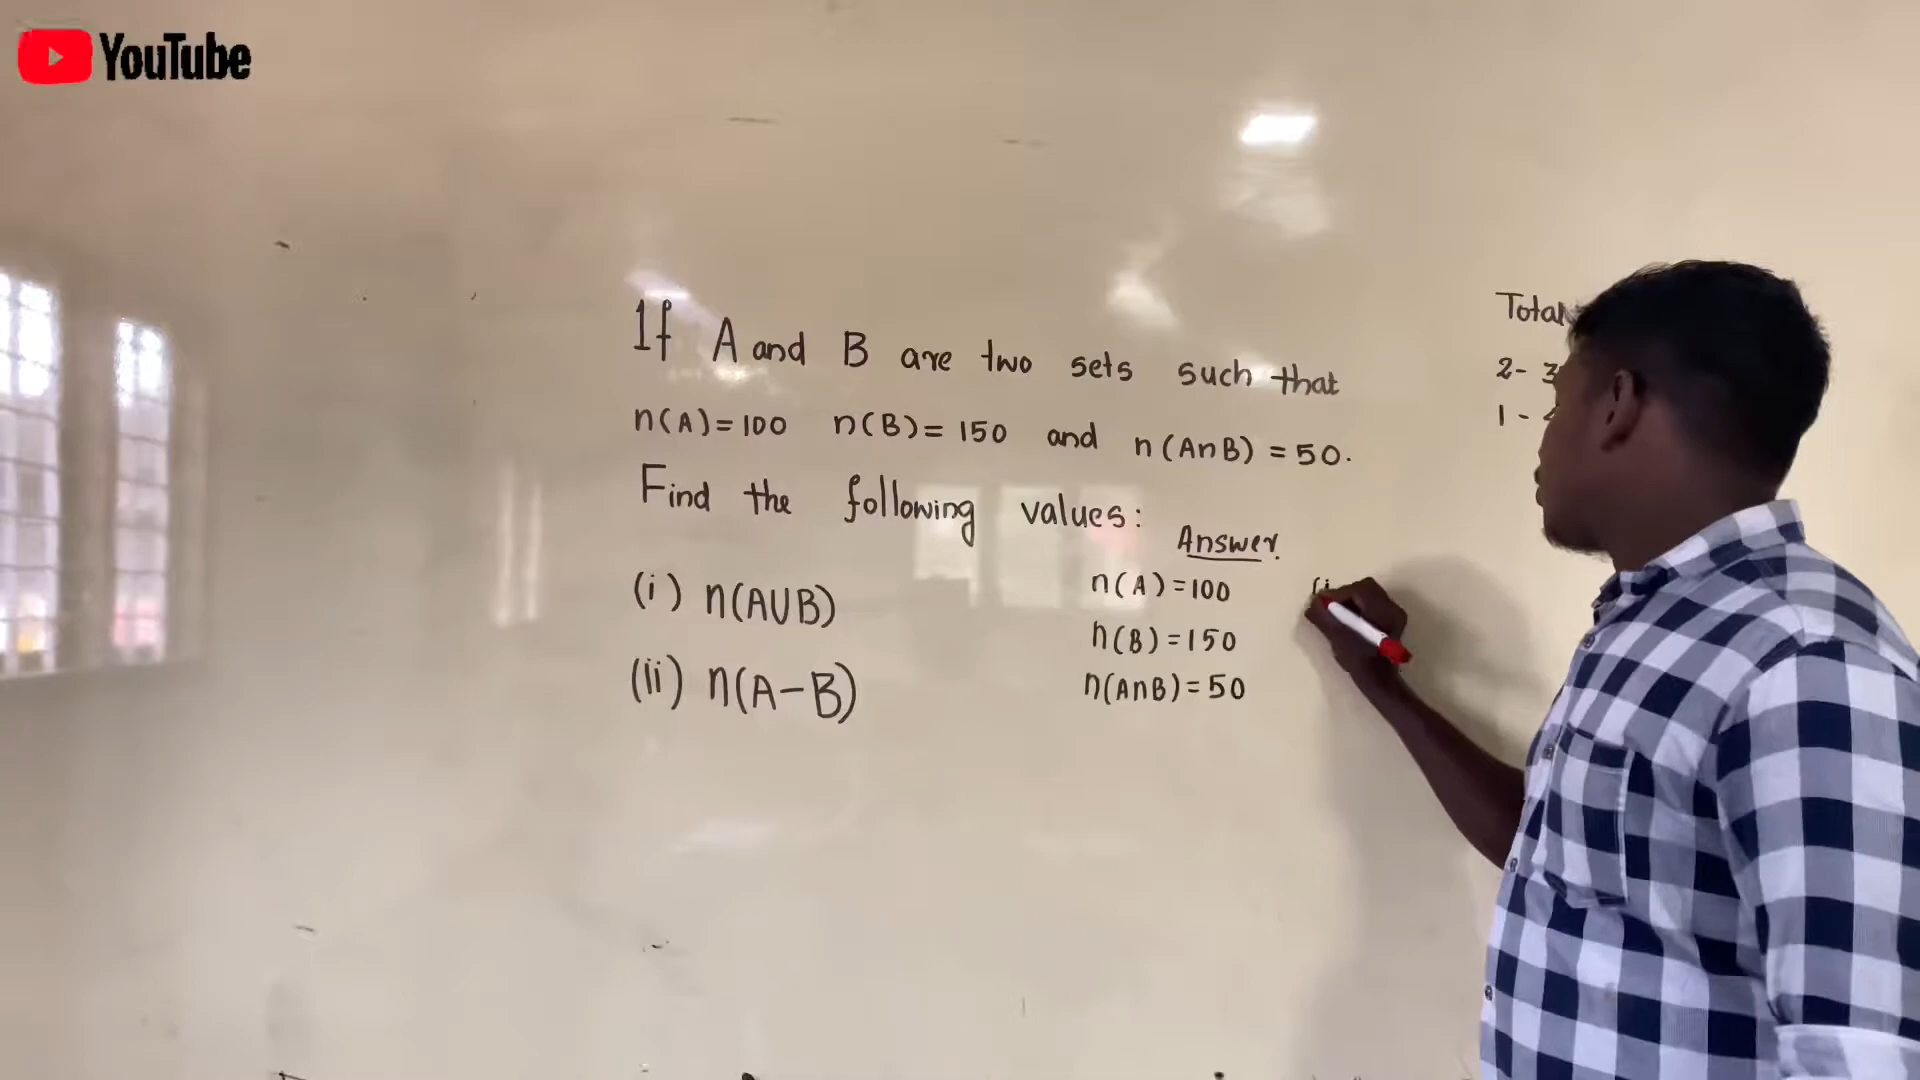 YouTube
If A and B are two sets such that
n(A)=100 n(B)=150 and n(A∩B)=50.
Find the following values:
(i) n(A∪B)
(ii) n(A-B)
Answer.
n(A)=100
n(B)=150
n(A∩B)=50
(i
Total
2-3
1-